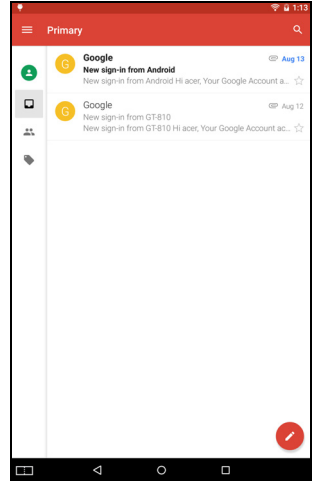 1:13
Primary
G
Google
Aug 13
New sign-in from Android
New sign-in from Android Hi acer, Your Google Account a...
G
Google
Aug 12
New sign-in from GT-810
New sign-in from GT-810 Hi acer, Your Google Account ac...